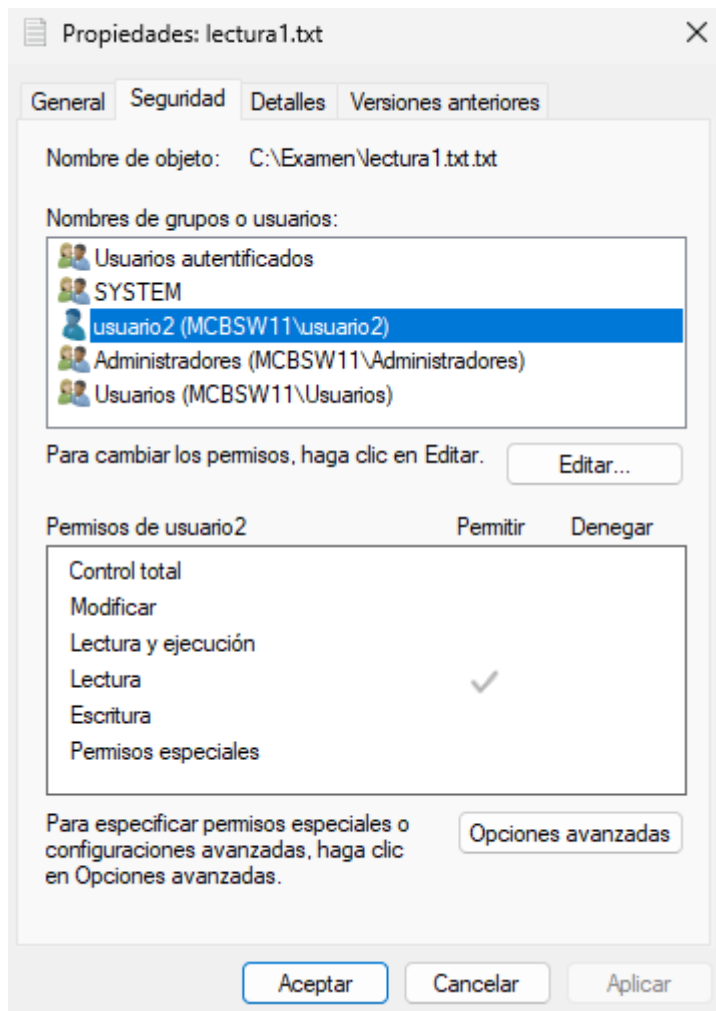 Propiedades: lectura1.txt
General Seguridad Detalles Versiones anteriores
Nombre de objeto: C:\Examen\lectura1.txt.txt
Nombres de grupos o usuarios:
Usuarios autentificados
SYSTEM
usuario2 (MCBSW11\usuario2)
Administradores (MCBSW11\Administradores)
Usuarios (MCBSW11\Usuarios)
Para cambiar los permisos, haga clic en Editar. Editar...
Permisos de usuario2 Permitir Denegar
Control total
Modificar
Lectura y ejecución
Lectura
Escritura
Permisos especiales
Para especificar permisos especiales o
configuraciones avanzadas, haga clic
en Opciones avanzadas.
Opciones avanzadas
Aceptar Cancelar Aplicar